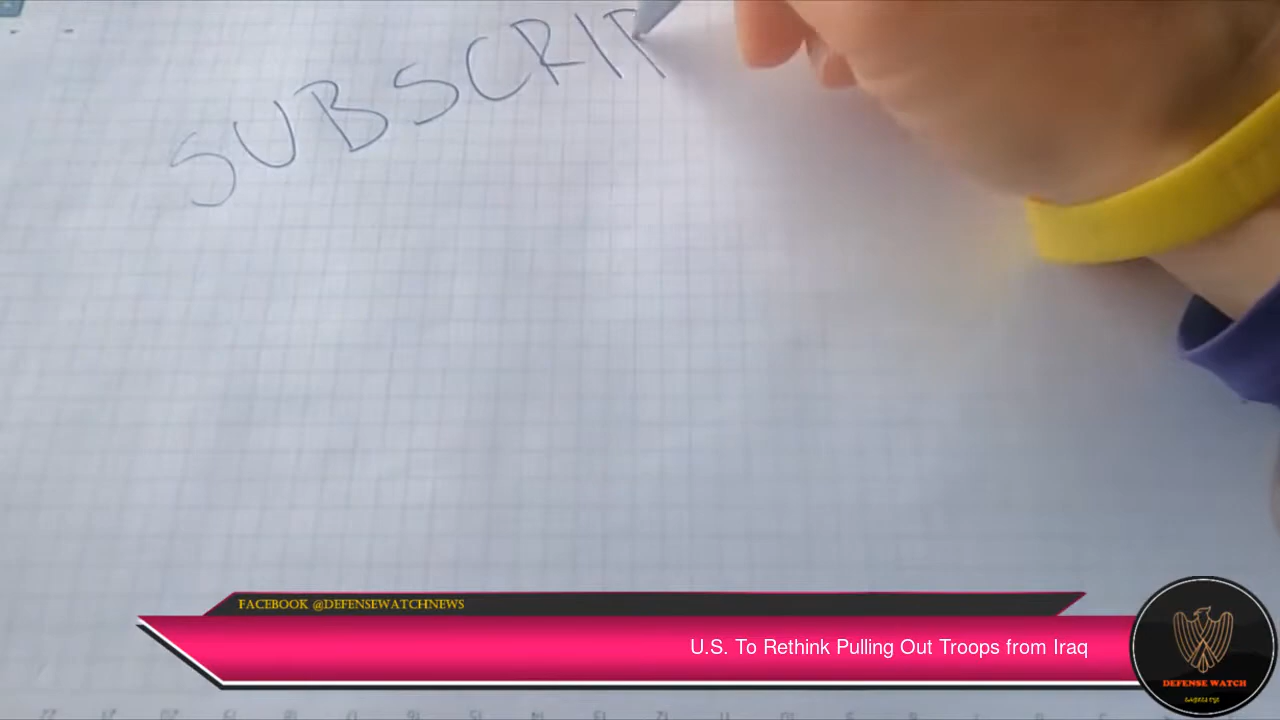 SUBSCRIP
FACEBOOK @DEFENSEWATCHNEWS
U.S. To Rethink Pulling Out Troops from Iraq
DEFENSE WATCH